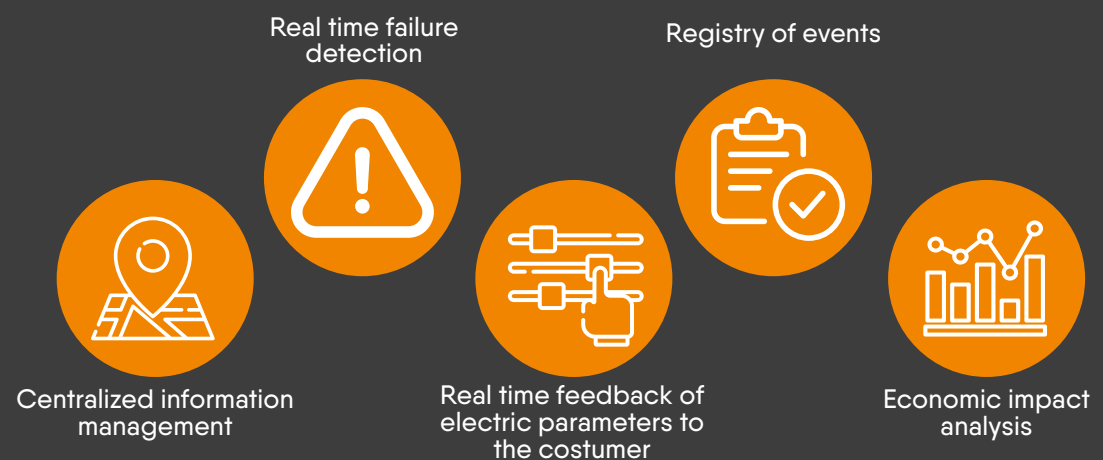 Real time failure
detection
Registry of events
Centralized information
management
Real time feedback of
electric parameters to
the costumer
Economic impact
analysis